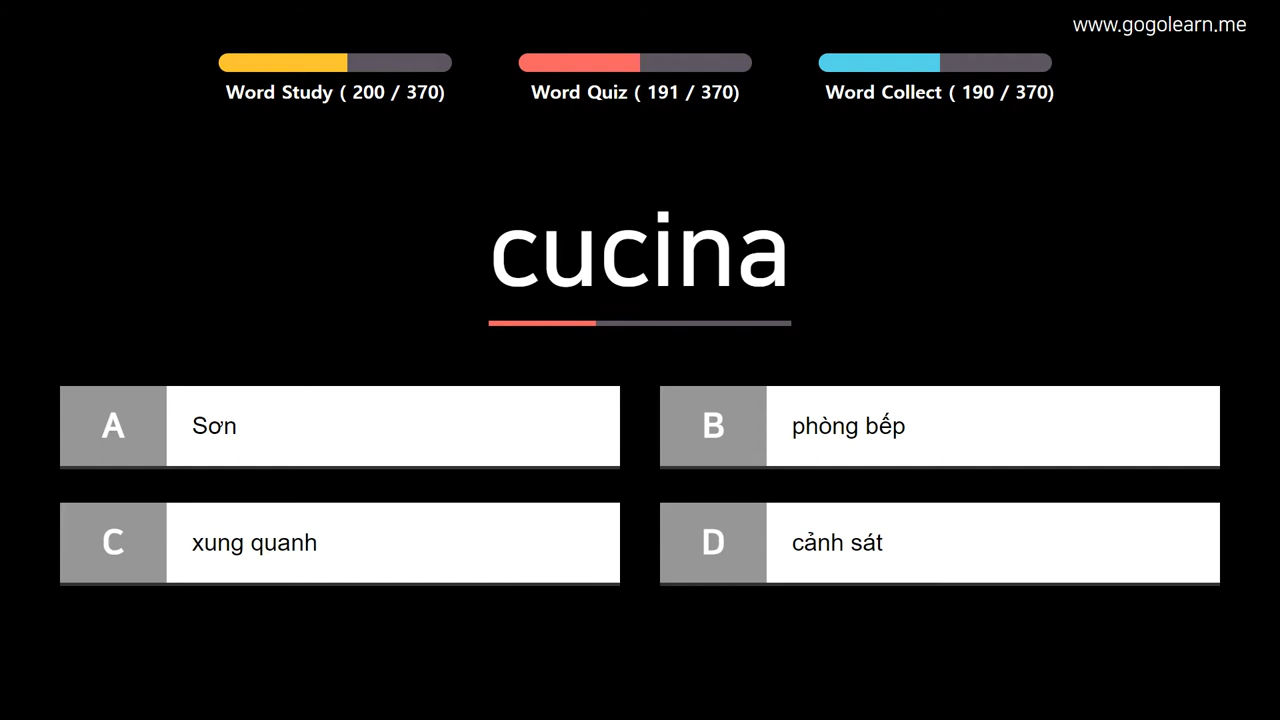 www.gogolearn.me
Word Study ( 200 / 370)
Word Quiz ( 191 / 370)
Word Collect ( 190 / 370)
cucina
A
Sơn
B
phòng bếp
C
xung quanh
D
cảnh sát